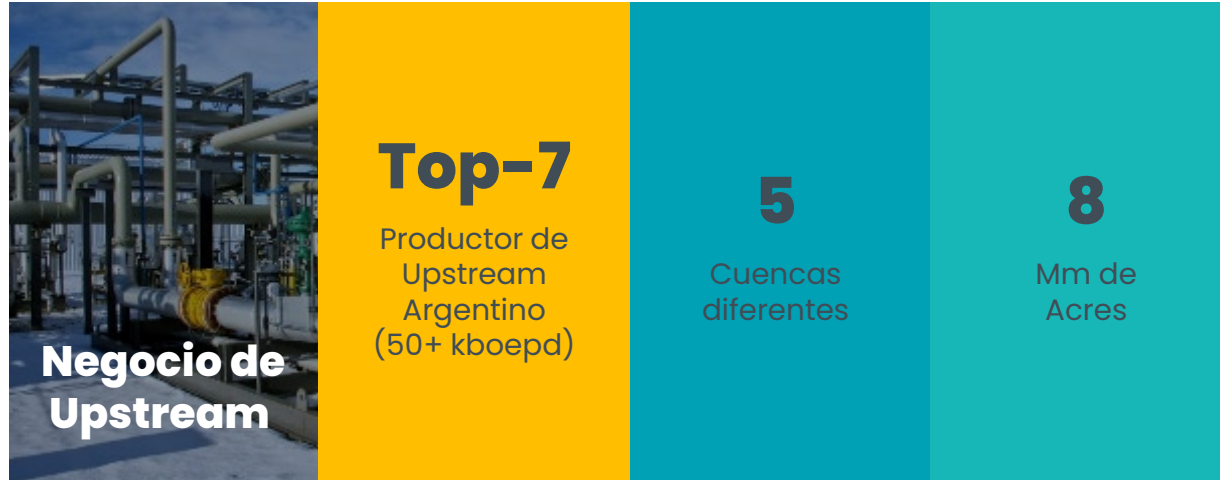 Negocio de
Upstream
Top-7
Productor de
Upstream
Argentino
(50+ kboepd)
5
Cuencas
diferentes
8
Mm de
Acres